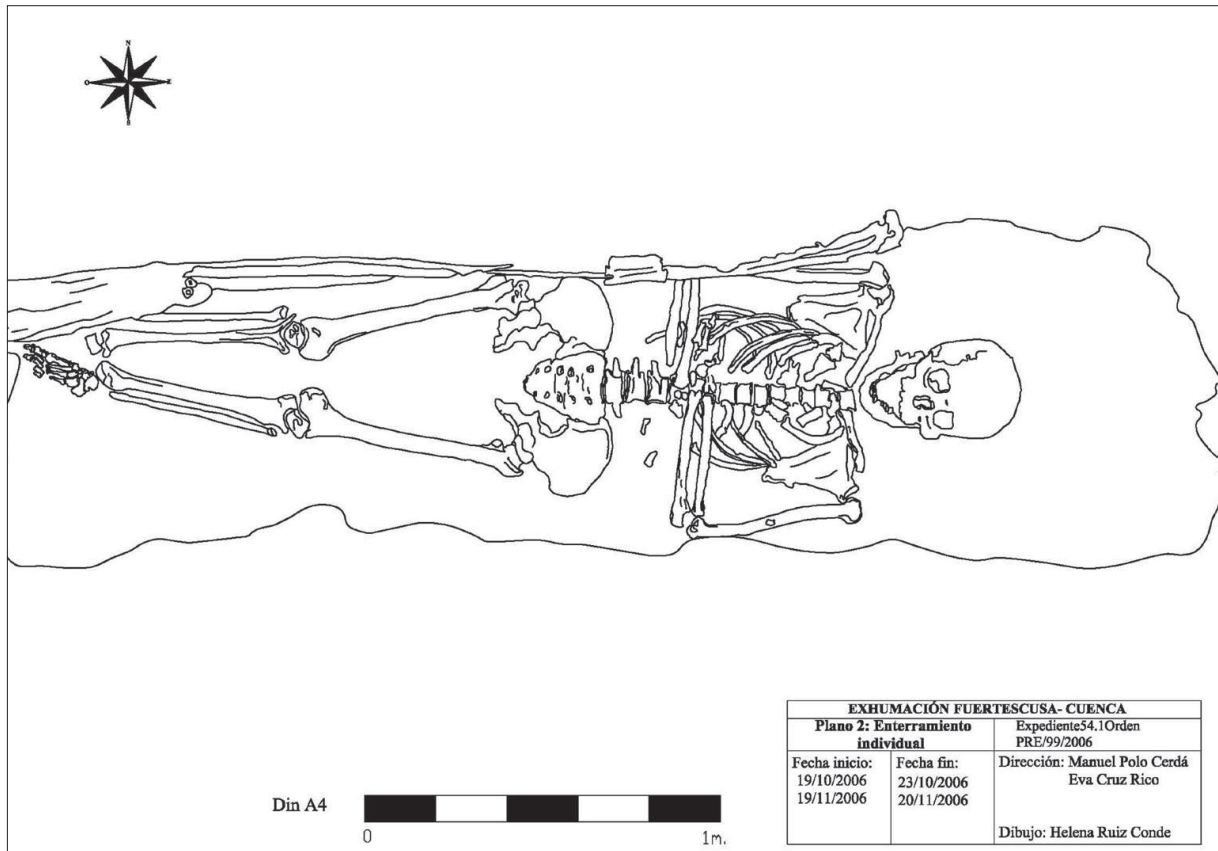 N
O
E
S
EXHUMACIÓN FUERTESCUSA- CUENCA
Plano 2: Enterramiento
individual
Expediente54.1Orden
PRE/99/2006
Fecha inicio:
19/10/2006
19/11/2006
Fecha fin:
23/10/2006
20/11/2006
Dirección: Manuel Polo Cerdá
Eva Cruz Rico
Dibujo: Helena Ruiz Conde
Din A4
0
1m.